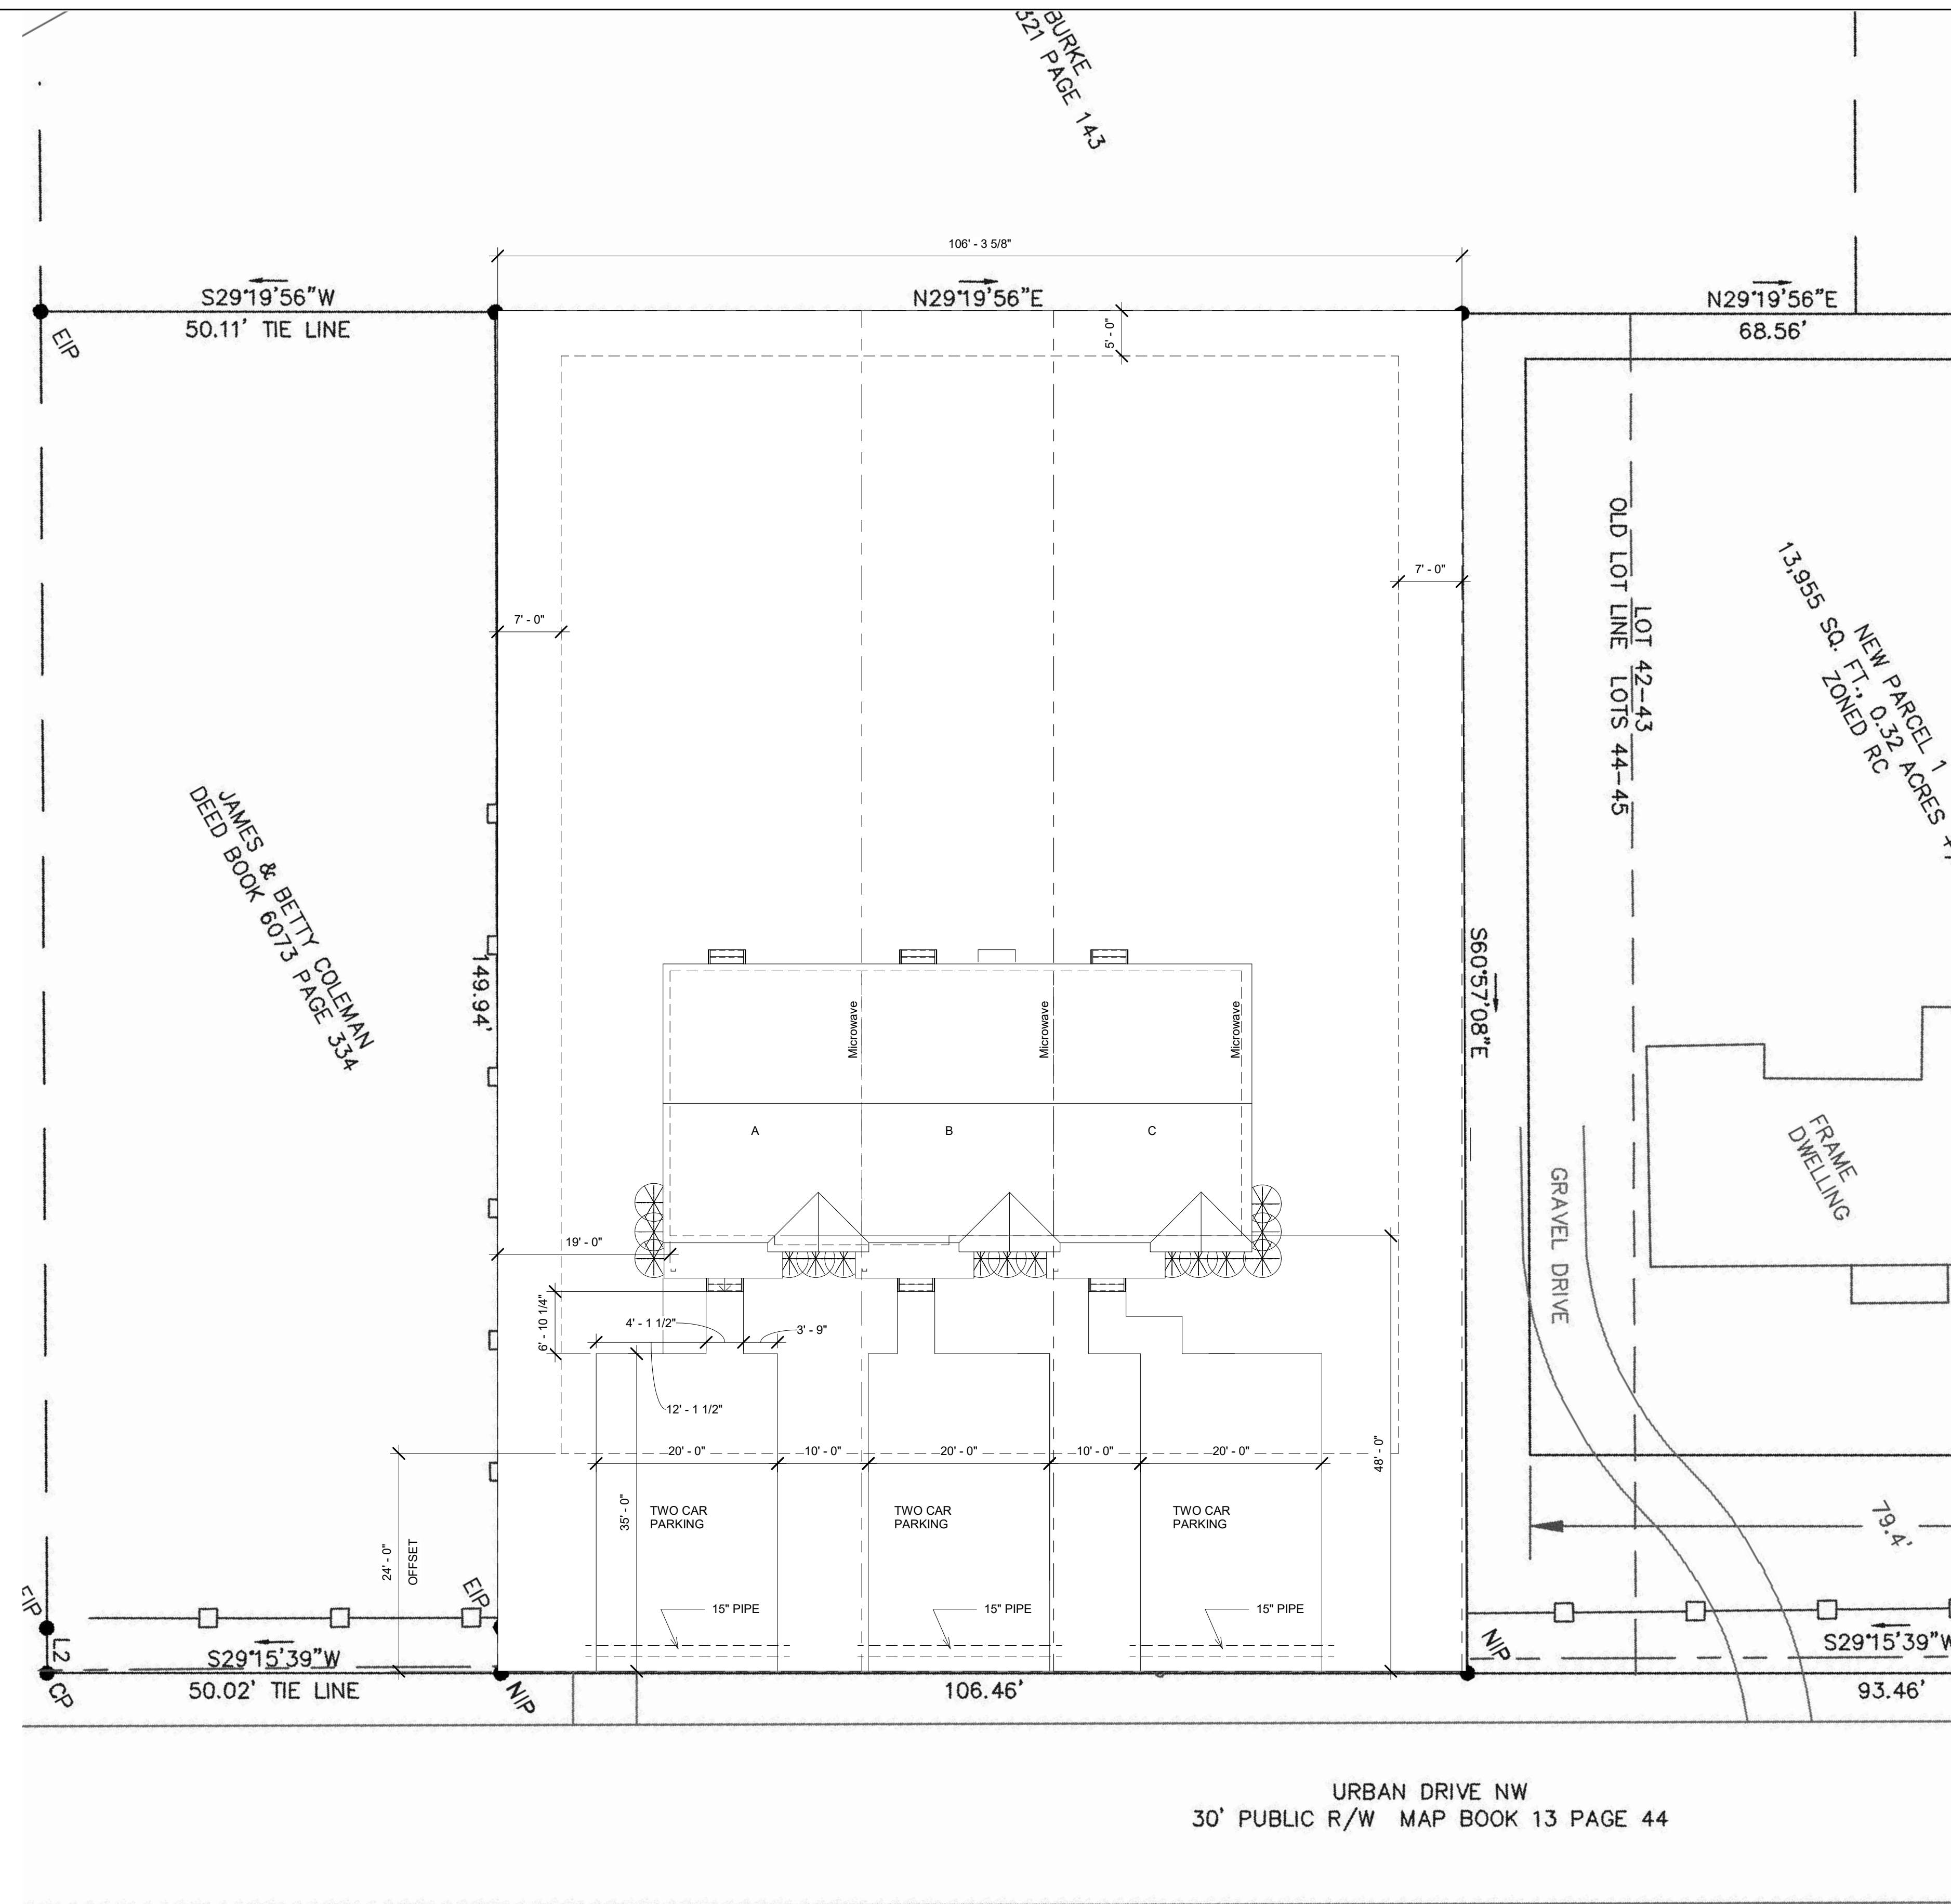 BURKE
321 PAGE 143
106' - 3 5/8"
S29°19'56"W
50.11' TIE LINE
EIP
N29°19'56"E
5' - 0"
N29°19'56"E
68.56'
7' - 0"
7' - 0"
OLD LOT LINE
LOT 42-43
LOTS 44-45
NEW PARCEL 1
13,955 SQ. FT., 0.32 ACRES
ZONED RC
JAMES & BETTY COLEMAN
DEED BOOK 6073 PAGE 334
149.94'
S60°57'08"E
Microwave
Microwave
Microwave
A
B
C
FRAME
DWELLING
GRAVEL DRIVE
19' - 0"
6' - 10 1/4"
4' - 1 1/2"
3' - 9"
12' - 1 1/2"
20' - 0"
10' - 0"
20' - 0"
10' - 0"
20' - 0"
48' - 0"
35' - 0"
TWO CAR
PARKING
TWO CAR
PARKING
TWO CAR
PARKING
79.4'
24' - 0"
OFFSET
15" PIPE
15" PIPE
15" PIPE
EIP
EIP
L2
CP
S29°15'39"W
50.02' TIE LINE
NIP
106.46'
NIP
S29°15'39"W
93.46'
URBAN DRIVE NW
30' PUBLIC R/W MAP BOOK 13 PAGE 44